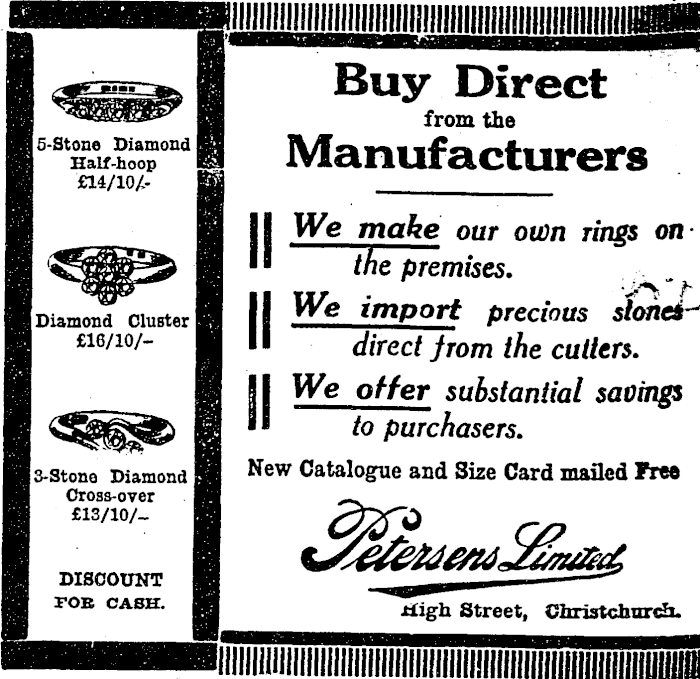 5-Stone Diamond
Half-hoop
£14/10/-
Diamond Cluster
£16/10/-
3-Stone Diamond
Cross-over
£13/10/-
DISCOUNT
FOR CASH.
Buy Direct
from the
Manufacturers
We make our own rings on
the premises.
We import precious stones
direct from the cutters.
We offer substantial savings
to purchasers.
New Catalogue and Size Card mailed Free
Petersens Limited
High Street, Christchurch.